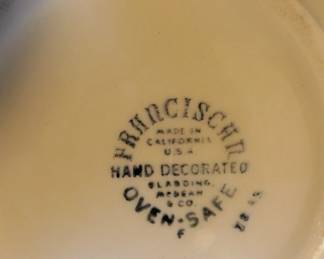 FRANCISCAN
MADE IN
CALIFORNIA
U.S.A
HAND DECORATED
GLADDING,
McBEAN
& CO.
OVEN-SAFE
F